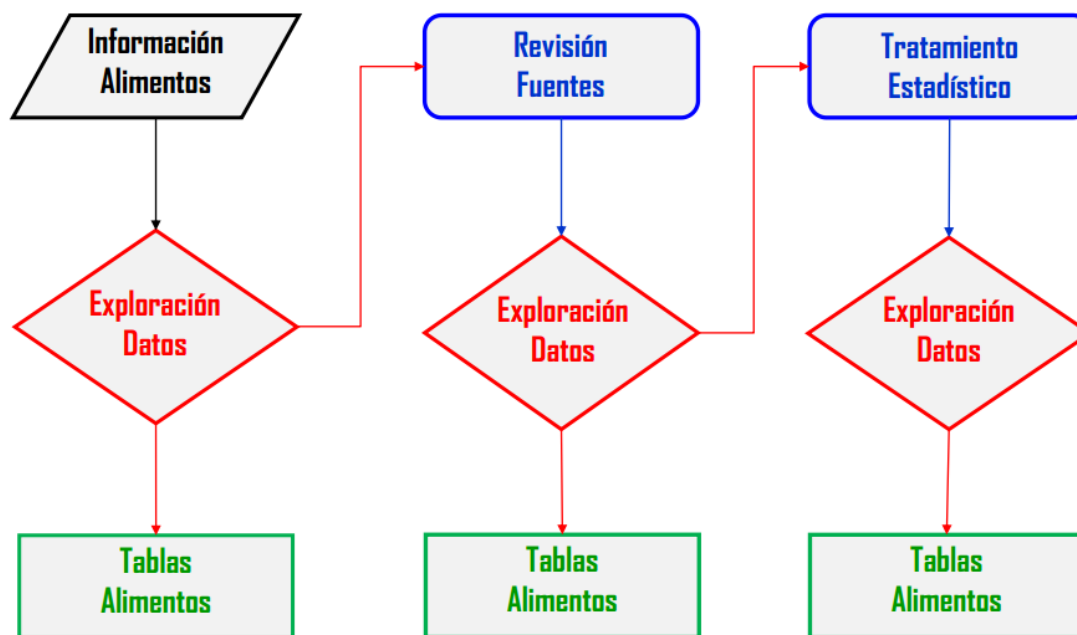 Información
Alimentos
Revisión
Fuentes
Tratamiento
Estadístico
Exploración
Datos
Exploración
Datos
Exploración
Datos
Tablas
Alimentos
Tablas
Alimentos
Tablas
Alimentos